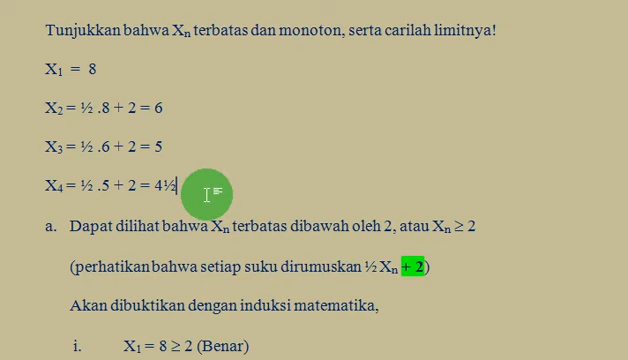 Tunjukkan bahwa Xn terbatas dan monoton, serta carilah limitnya!
X1 = 8
X2 = ½ .8 + 2 = 6
X3 = ½ .6 + 2 = 5
X4 = ½ .5 + 2 = 4½
a. Dapat dilihat bahwa Xn terbatas dibawah oleh 2, atau Xn ≥ 2
(perhatikan bahwa setiap suku dirumuskan ½ Xn + 2)
Akan dibuktikan dengan induksi matematika,
i. X1 = 8 ≥ 2 (Benar)